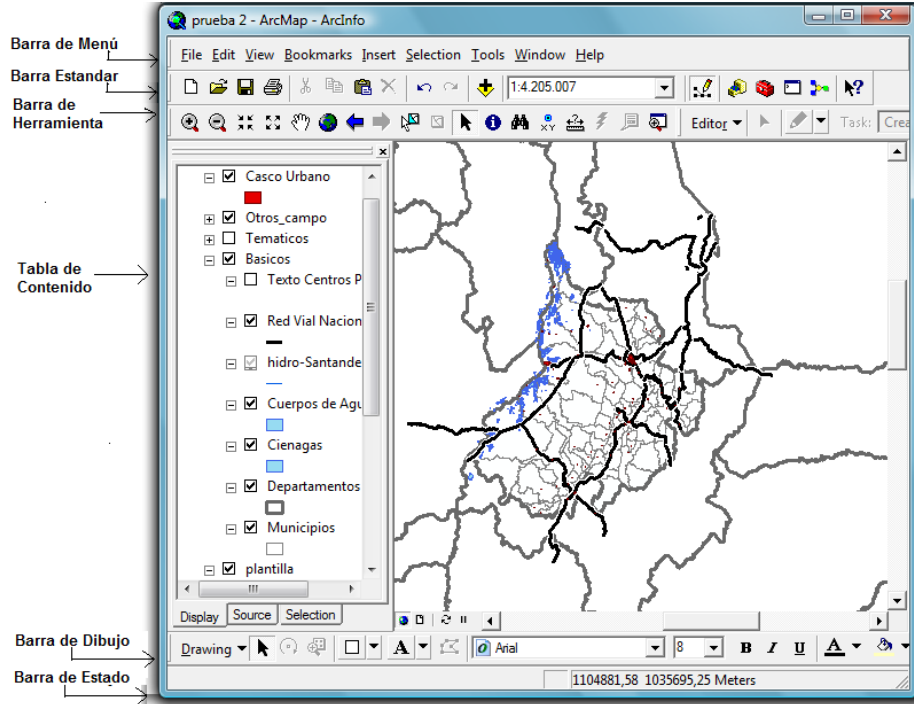 prueba 2 - ArcMap - ArcInfo
Barra de Menú
File Edit View Bookmarks Insert Selection Tools Window Help
Barra Estandar
1:4.205.007
Barra de
Herramienta
Editor
Task: Crea
Casco Urbano
Otros_campo
Tematicos
Basicos
Texto Centros P
Red Vial Nacion
hidro-Santande
Cuerpos de Agu
Cienagas
Departamentos
Municipios
plantilla
Tabla de
Contenido
Display Source Selection
Barra de Dibujo
Drawing A Arial 8 B I U A
Barra de Estado
1104881,58 1035695,25 Meters